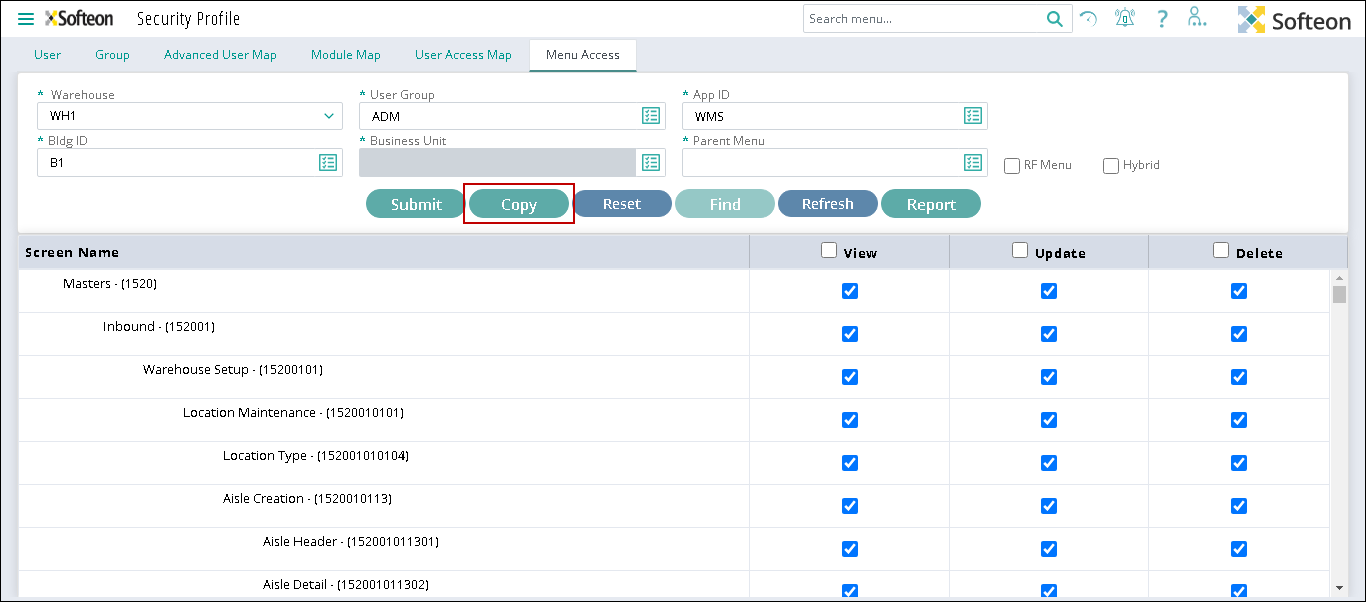 Softeon Security Profile Search menu... ? Softeon
User Group Advanced User Map Module Map User Access Map Menu Access
* Warehouse * User Group * App ID
WH1 ADM WMS
* Bldg ID * Business Unit * Parent Menu
B1 RF Menu Hybrid
Submit Copy Reset Find Refresh Report
Screen Name View Update Delete
Masters - (1520)
Inbound - (152001)
Warehouse Setup - (15200101)
Location Maintenance - (1520010101)
Location Type - (152001010104)
Aisle Creation - (1520010113)
Aisle Header - (152001011301)
Aisle Detail - (152001011302)